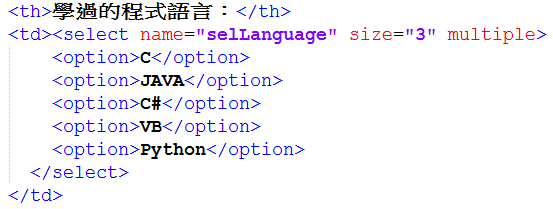 <th>學過的程式語言：</th>
<td><select name="selLanguage" size="3" multiple>
<option>C</option>
<option>JAVA</option>
<option>C#</option>
<option>VB</option>
<option>Python</option>
</select>
</td>